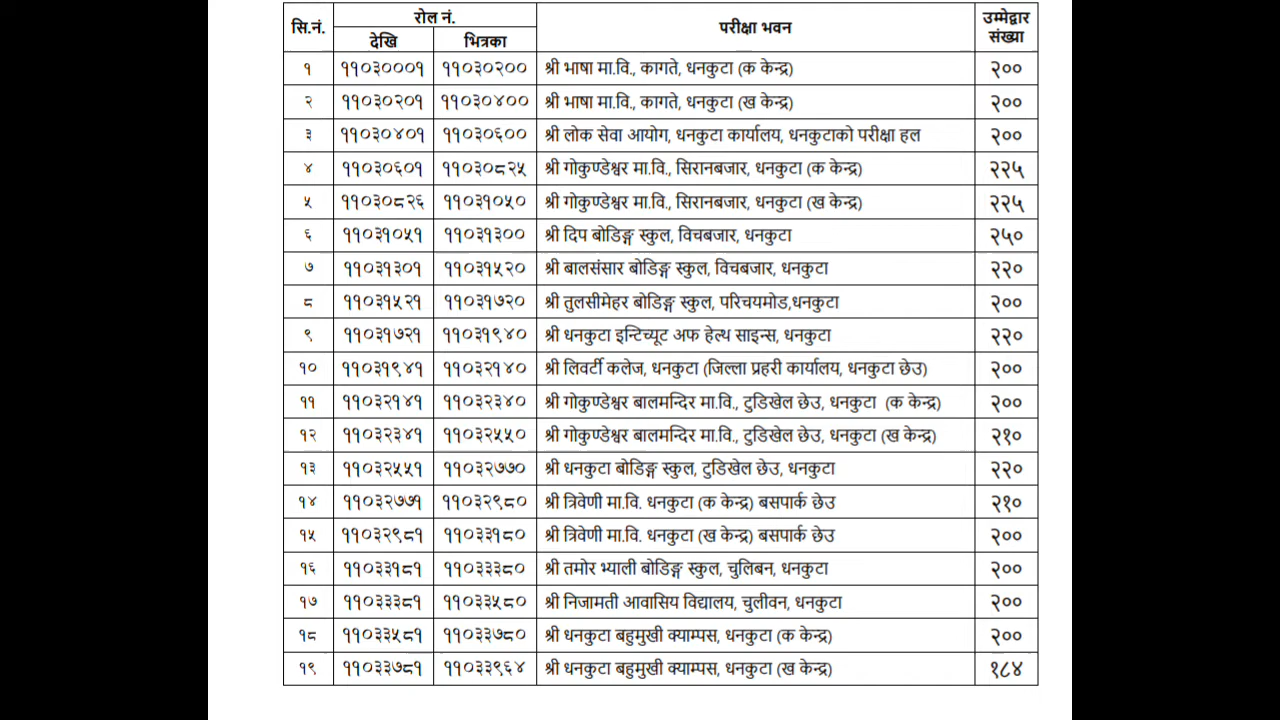 सि.नं. रोल नं. परीक्षा भवन उम्मेद्वार संख्या
देखि भित्रका
१ ११०३०००१ ११०३०२०० श्री भाषा मा.वि., कागते, धनकुटा (क केन्द्र) २००
२ ११०३०२०१ ११०३०४०० श्री भाषा मा.वि., कागते, धनकुटा (ख केन्द्र) २००
३ ११०३०४०१ ११०३०६०० श्री लोक सेवा आयोग, धनकुटा कार्यालय, धनकुटाको परीक्षा हल २००
४ ११०३०६०१ ११०३०८२५ श्री गोकुण्डेश्वर मा.वि., सिरानबजार, धनकुटा (क केन्द्र) २२५
५ ११०३०८२६ ११०३१०५० श्री गोकुण्डेश्वर मा.वि., सिरानबजार, धनकुटा (ख केन्द्र) २२५
६ ११०३१०५१ ११०३१३०० श्री दिप बोडिङ्ग स्कुल, विचबजार, धनकुटा २५०
७ ११०३१३०१ ११०३१५२० श्री बालसंसार बोडिङ्ग स्कुल, विचबजार, धनकुटा २२०
८ ११०३१५२१ ११०३१७२० श्री तुलसीमेहर बोडिङ्ग स्कुल, परिचयमोड,धनकुटा २००
९ ११०३१७२१ ११०३१९४० श्री धनकुटा इन्टिच्यूट अफ हेल्थ साइन्स, धनकुटा २२०
१० ११०३१९४१ ११०३२१४० श्री लिवर्टी कलेज, धनकुटा (जिल्ला प्रहरी कार्यालय, धनकुटा छेउ) २००
११ ११०३२१४१ ११०३२३४० श्री गोकुण्डेश्वर बालमन्दिर मा.वि., टुडिखेल छेउ, धनकुटा (क केन्द्र) २००
१२ ११०३२३४१ ११०३२५५० श्री गोकुण्डेश्वर बालमन्दिर मा.वि., टुडिखेल छेउ, धनकुटा (ख केन्द्र) २१०
१३ ११०३२५५१ ११०३२७७० श्री धनकुटा बोडिङ्ग स्कुल, टुडिखेल छेउ, धनकुटा २२०
१४ ११०३२७७१ ११०३२९८० श्री त्रिवेणी मा.वि. धनकुटा (क केन्द्र) बसपार्क छेउ २१०
१५ ११०३२९८१ ११०३३१८० श्री त्रिवेणी मा.वि. धनकुटा (ख केन्द्र) बसपार्क छेउ २००
१६ ११०३३१८१ ११०३३३८० श्री तमोर भ्याली बोडिङ्ग स्कुल, चुलिबन, धनकुटा २००
१७ ११०३३३८१ ११०३३५८० श्री निजामती आवासिय विद्यालय, चुलीवन, धनकुटा २००
१८ ११०३३५८१ ११०३३७८० श्री धनकुटा बहुमुखी क्याम्पस, धनकुटा (क केन्द्र) २००
१९ ११०३३७८१ ११०३३९६४ श्री धनकुटा बहुमुखी क्याम्पस, धनकुटा (ख केन्द्र) १८४